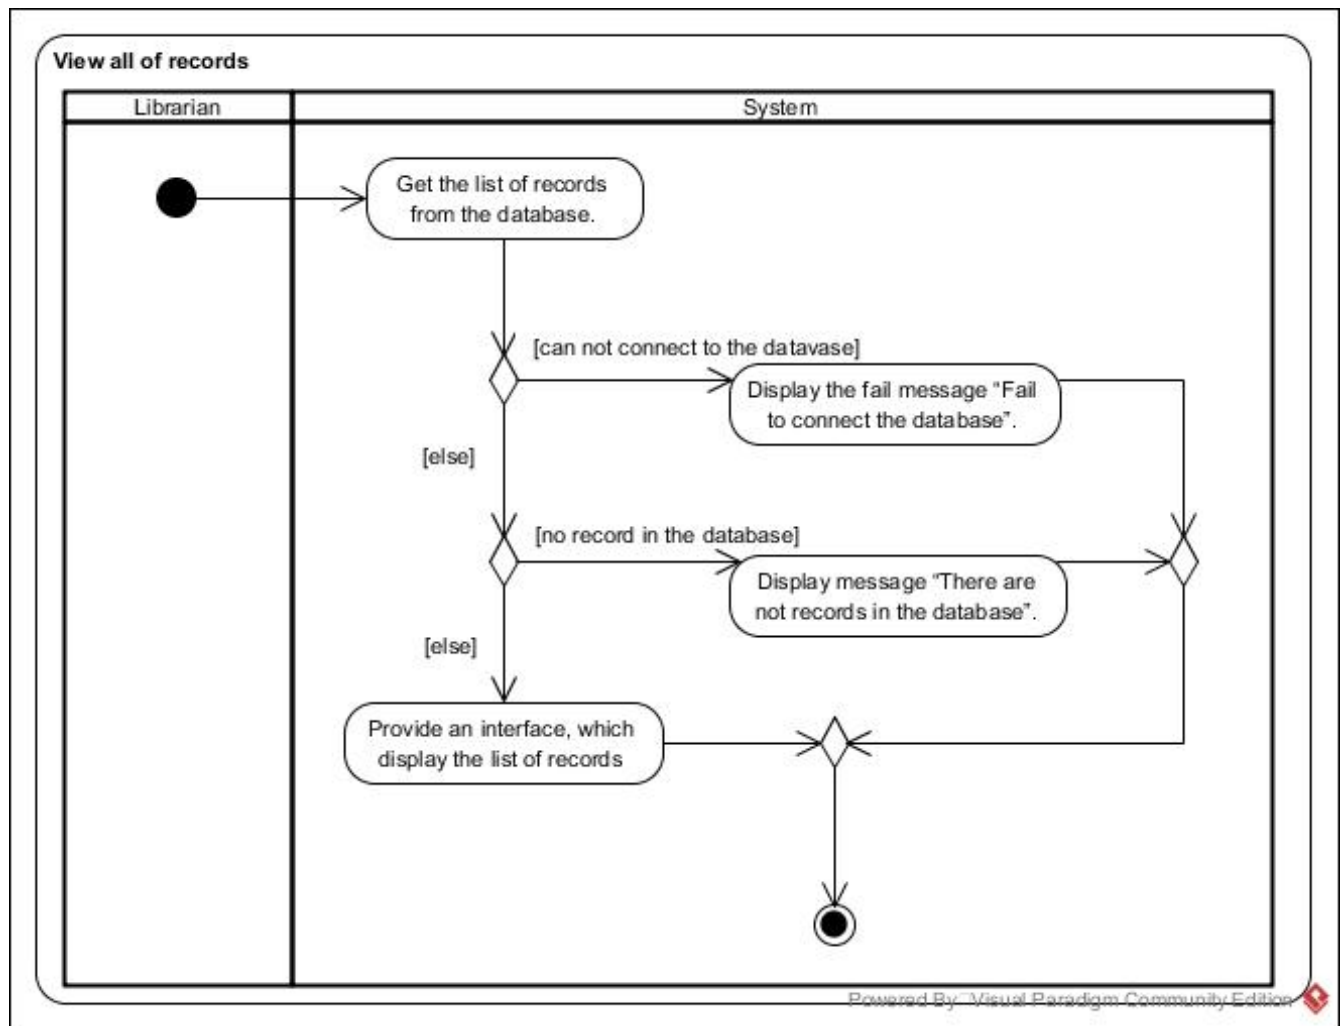 View all of records
Librarian
System
Get the list of records
from the database.
[can not connect to the datavase]
Display the fail message “Fail
to connect the database”.
[else]
[no record in the database]
Display message “There are
not records in the database”.
[else]
Provide an interface, which
display the list of records
Powered By Visual Paradigm Community Edition